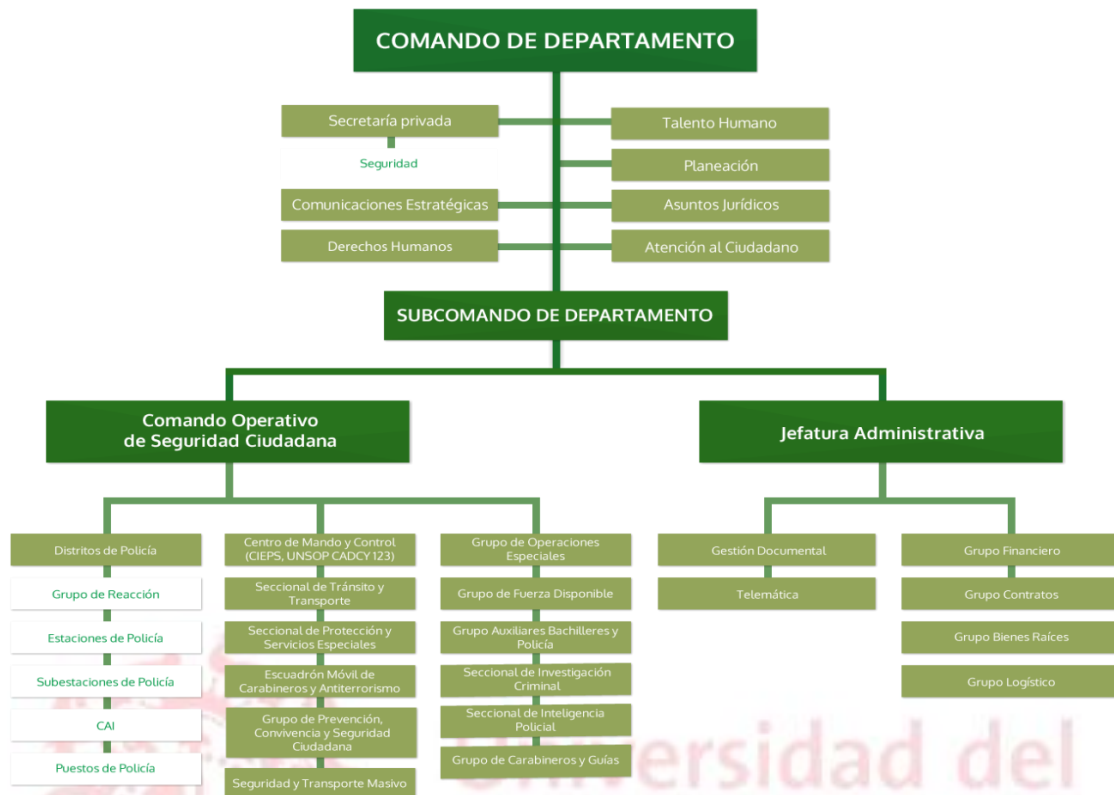 COMANDO DE DEPARTAMENTO
Secretaría privada
Talento Humano
Seguridad
Planeación
Comunicaciones Estratégicas
Asuntos Jurídicos
Derechos Humanos
Atención al Ciudadano
SUBCOMANDO DE DEPARTAMENTO
Comando Operativo
de Seguridad Ciudadana
Jefatura Administrativa
Distritos de Policía
Grupo de Reacción
Estaciones de Policía
Subestaciones de Policía
CAI
Puestos de Policía
Centro de Mando y Control
(CIEPS, UNSOP CADCY 123)
Seccional de Tránsito y
Transporte
Seccional de Protección y
Servicios Especiales
Escuadrón Móvil de
Carabineros y Antiterrorismo
Grupo de Prevención,
Convivencia y Seguridad
Ciudadana
Seguridad y Transporte Masivo
Grupo de Operaciones
Especiales
Grupo de Fuerza Disponible
Grupo Auxiliares Bachilleres y
Policía
Seccional de Investigación
Criminal
Seccional de Inteligencia
Policial
Grupo de Carabineros y Guías
Gestión Documental
Telemática
Grupo Financiero
Grupo Contratos
Grupo Bienes Raíces
Grupo Logístico
Universidad del